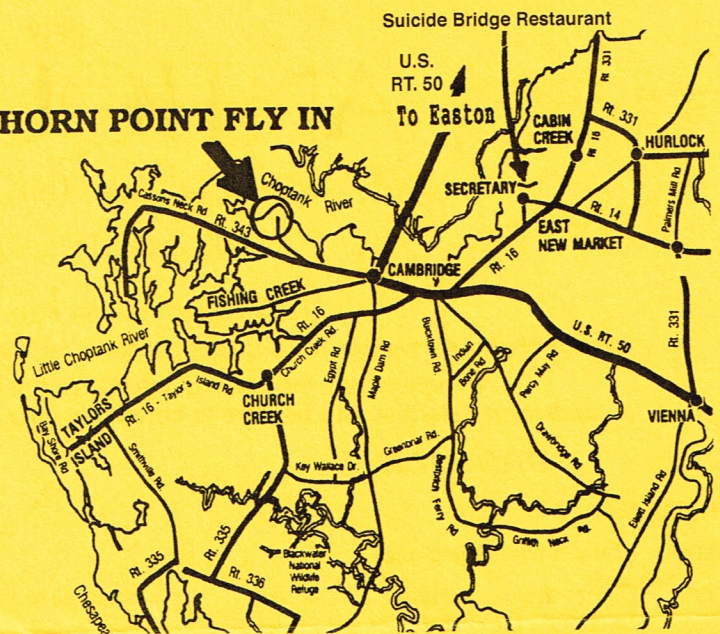 Suicide Bridge Restaurant
U.S.
RT. 50
To Easton
HORN POINT FLY IN
Rt. 331
Rt. 331
CABIN
CREEK
Rt. 16
HURLOCK
Choptank
River
SECRETARY
Cassons Neck Rd
Rt. 343
Rt. 14
Palmers Mill Rd
EAST
NEW MARKET
Rt. 16
CAMBRIDGE
FISHING CREEK
Rt. 16
Church Creek Rd.
Little Choptank River
Egypt Rd
Maple Dam Rd.
Bucktown Rd.
Indian
Bone Rd.
Percy May Rd
U.S. RT. 50
Rt. 331
Rt. 16 - Taylor's Island Rd.
CHURCH
CREEK
TAYLORS
ISLAND
Bay Shore Rd
VIENNA
Smithville Rd
Key Wallace Dr.
Greenbriar Rd.
Drawbridge Rd.
Bestpitch Ferry Rd
Griffith Neck Rd.
Elliott Island Rd
Rt. 335
Rt. 335
Rt. 336
Blackwater
National
Wildlife
Refuge
Chesapea